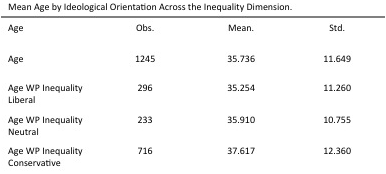 Mean Age by Ideological Orientation Across the Inequality Dimension.
Age Obs. Mean. Std.
Age 1245 35.736 11.649
Age WP Inequality Liberal 296 35.254 11.260
Age WP Inequality Neutral 233 35.910 10.755
Age WP Inequality Conservative 716 37.617 12.360